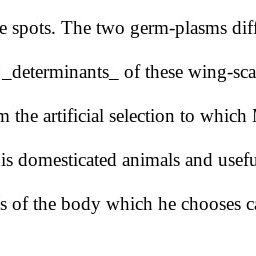 e spots. The two germ-plasms diff
_determinants_ of these wing-sca
m the artificial selection to which
is domesticated animals and usefu
s of the body which he chooses ca